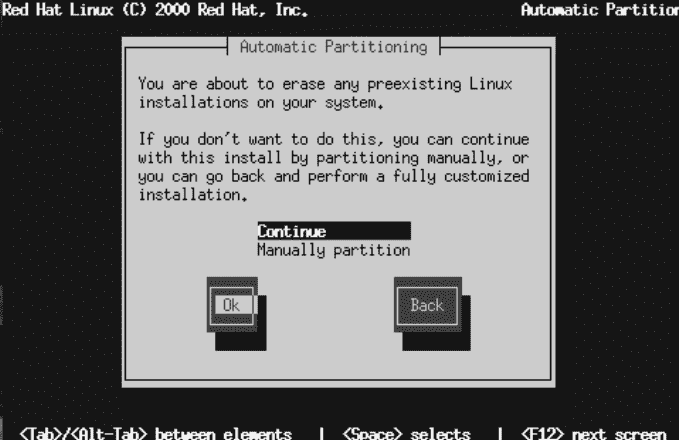 Red Hat Linux (C) 2000 Red Hat, Inc. Automatic Partition
Automatic Partitioning
You are about to erase any preexisting Linux
installations on your system.
If you don't want to do this, you can continue
with this install by partitioning manually, or
you can go back and perform a fully customized
installation.
Continue
Manually partition
Ok Back
<Tab>/<Alt-Tab> between elements | <Space> selects | <F12> next screen